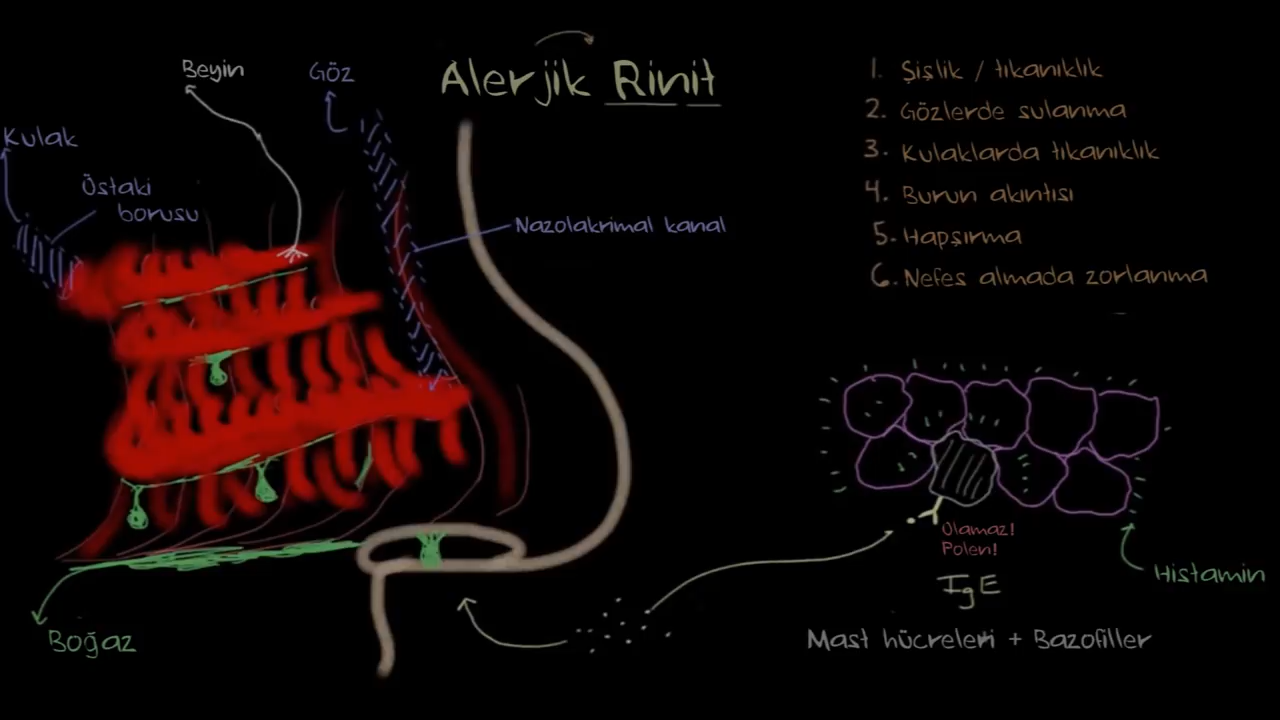 Alerjik Rinit
Beyin
Göz
Kulak
Üstaki
borusu
Nazolakrimal kanal
Boğaz
1. Şişlik / tıkanıklık
2. Gözlerde sulanma
3. Kulaklarda tıkanıklık
4. Burun akıntısı
5. Hapşırma
6. Nefes almada zorlanma
Olamaz!
Polen!
IgE
Histamin
Mast hücreleri + Bazofiller